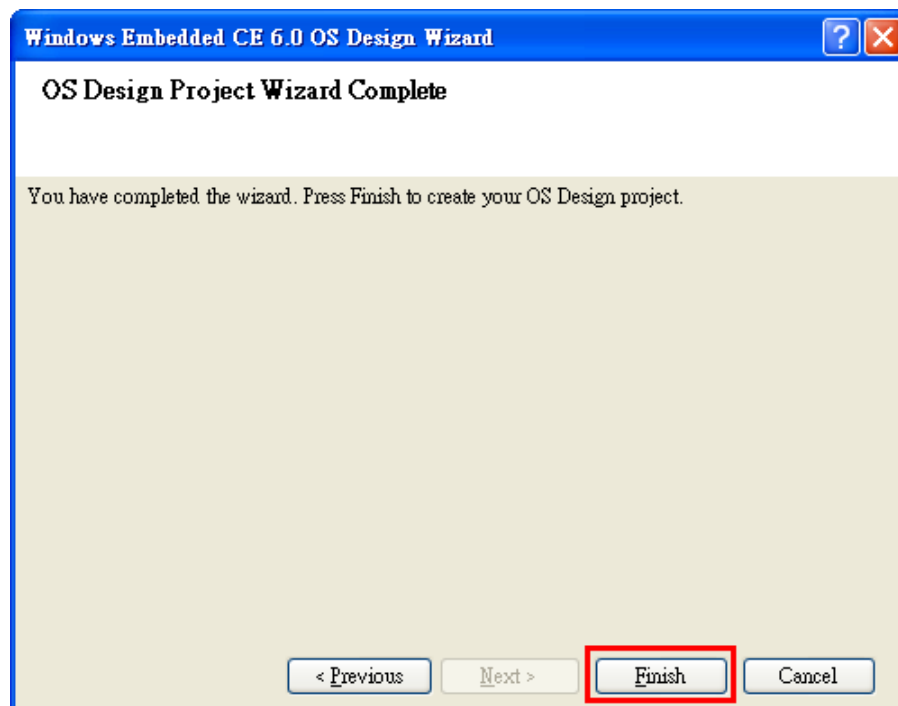 Windows Embedded CE 6.0 OS Design Wizard
OS Design Project Wizard Complete
You have completed the wizard. Press Finish to create your OS Design project.
< Previous Next > Finish Cancel